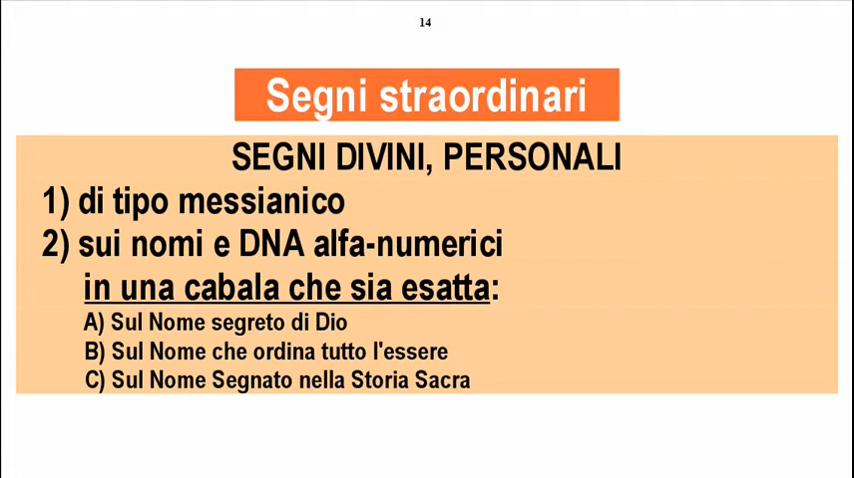 14
Segni straordinari
SEGNI DIVINI, PERSONALI
1) di tipo messianico
2) sui nomi e DNA alfa-numerici
in una cabala che sia esatta:
A) Sul Nome segreto di Dio
B) Sul Nome che ordina tutto l'essere
C) Sul Nome Segnato nella Storia Sacra